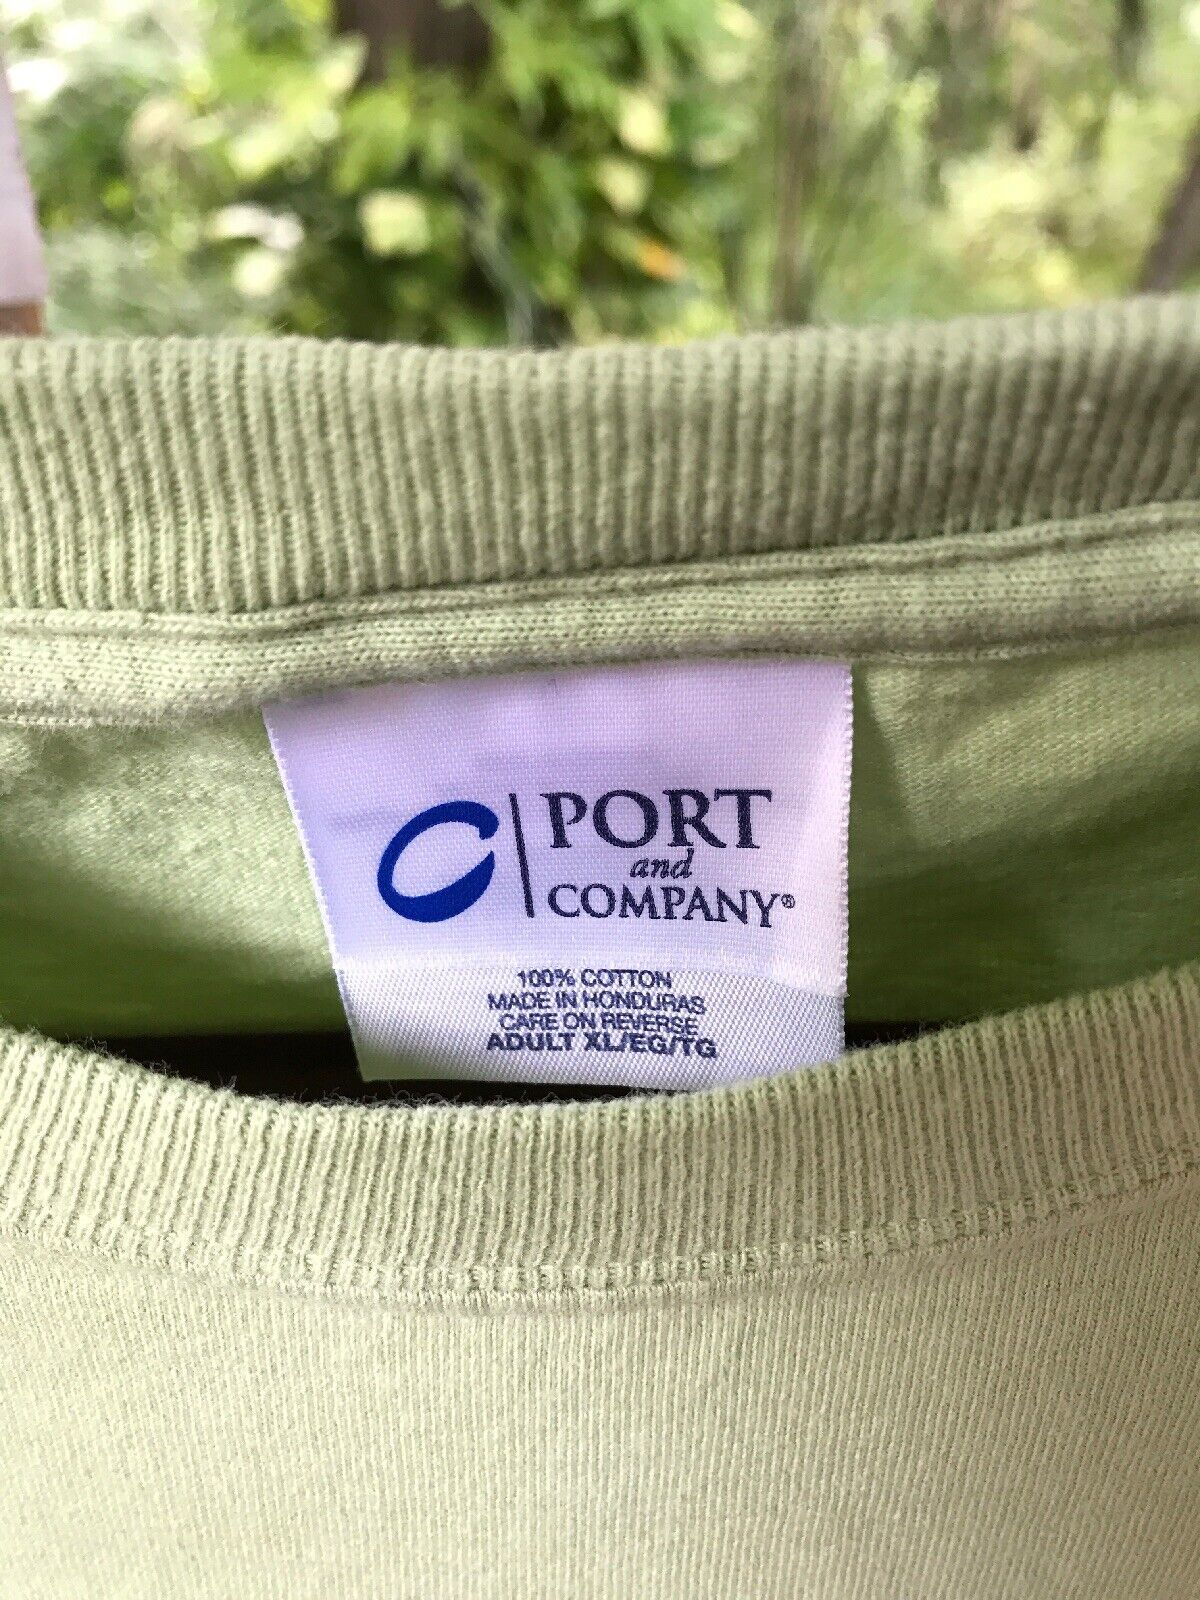 PORT
and
COMPANY®
100% COTTON
MADE IN HONDURAS
CARE ON REVERSE
ADULT XL/EG/TG